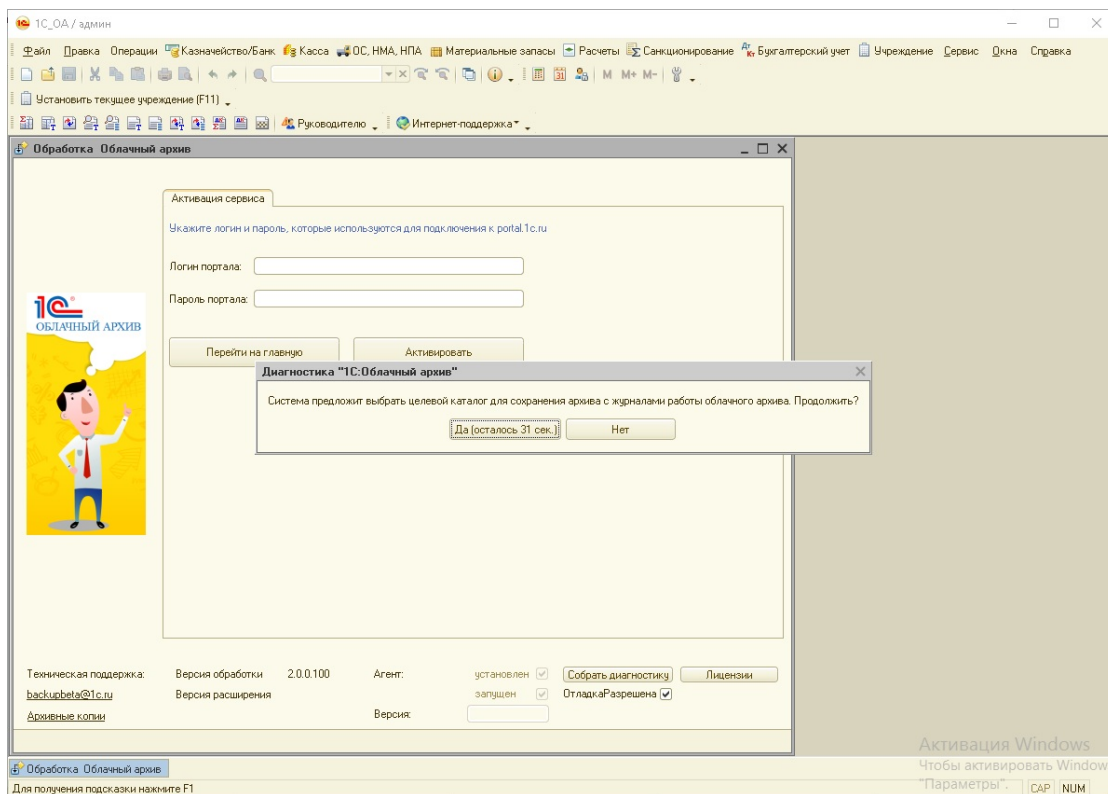 1С_ОА / админ
Файл Правка Операции Казначейство/Банк Касса ОС, НМА, НПА Материальные запасы Расчеты Санкционирование Бухгалтерский учет Учреждение Сервис Окна Справка
M M+ M-
Установить текущее учреждение (F11)
Руководителю Интернет-поддержка
Обработка Облачный архив
Активация сервиса
Укажите логин и пароль, которые используются для подключения к portal.1c.ru
Логин портала:
Пароль портала:
1С
ОБЛАЧНЫЙ АРХИВ
Перейти на главную Активировать
Диагностика "1С:Облачный архив"
Система предложит выбрать целевой каталог для сохранения архива с журналами работы облачного архива. Продолжить?
Да (осталось 31 сек.) Нет
Техническая поддержка: Версия обработки 2.0.0.100 Агент: установлен Собрать диагностику Лицензии
backupbeta@1c.ru Версия расширения запущен ОтладкаРазрешена
Архивные копии Версия:
Активация Windows
Чтобы активировать Window
"Параметры".
Обработка Облачный архив
Для получения подсказки нажмите F1 CAP NUM